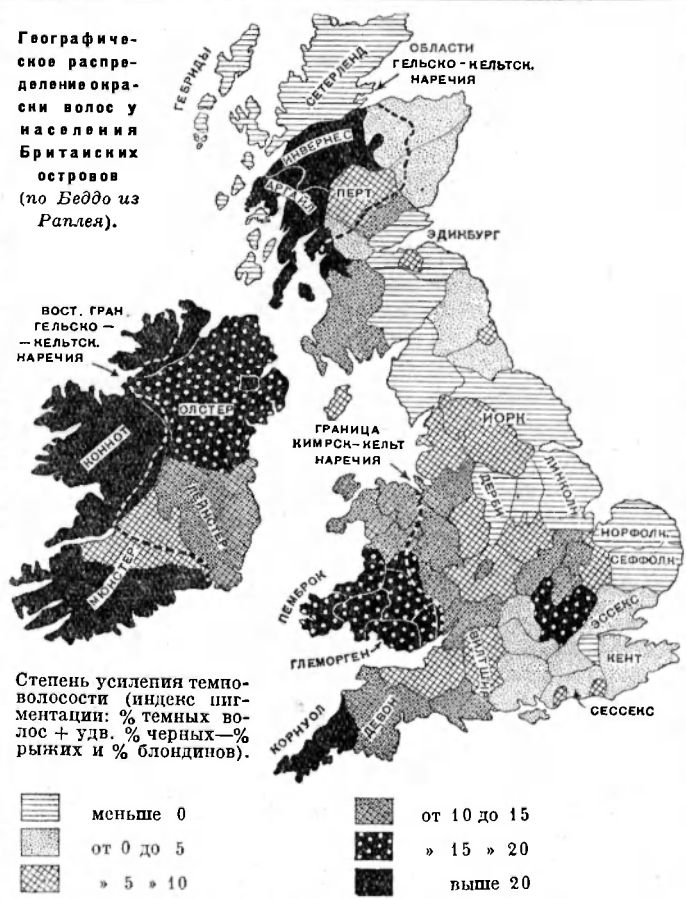 Географиче-
ское распре-
деление окра-
ски волос у
населения
Британских
островов
(по Беддо из
Раплея).
ГЕБРИДЫ
СЕТЕРЛЕНД
ОБЛАСТИ
ГЕЛЬСКО-КЕЛЬТСК.
НАРЕЧИЯ
ИНВЕРНЕС
АРГАЙЛ
ПЕРТ
ЭДИНБУРГ
ВОСТ. ГРАН.
ГЕЛЬСКО —
— КЕЛЬТСК.
НАРЕЧИЯ
ОЛСТЕР
КОННОТ
ЛЕЙНСТЕР
МЮНСТЕР
ГРАНИЦА
КИМРСК-КЕЛЬТ
НАРЕЧИЯ
ЙОРК
ДЕРБИ
ЛИНКОЛН
НОРФОЛК.
СЕФФОЛК.
ЭССЕКС
КЕНТ
СЕССЕКС
ПЕМБРОК
ГЛЕМОРГЕН
УИЛТШИР
ДЕВОН
КОРНУОЛ
Степень усиления темно-
волосости (индекс пиг-
ментации: % темных во-
лос + удв. % черных—%
рыжих и % блондинов).
меньше 0
от 0 до 5
» 5 » 10
от 10 до 15
» 15 » 20
выше 20